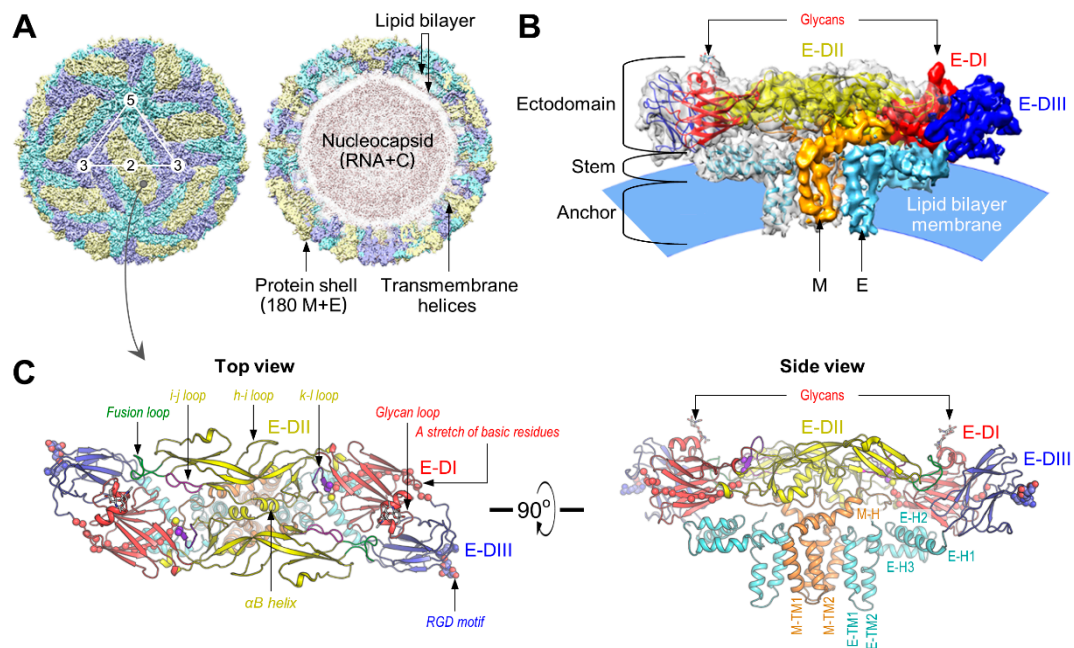 A
Lipid bilayer
5
3
2
3
Nucleocapsid
(RNA+C)
Protein shell
(180 M+E)
Transmembrane
helices
B
Glycans
E-DII
E-DI
E-DIII
Ectodomain
Stem
Anchor
Lipid bilayer
membrane
M
E
C
Top view
i-j loop
h-i loop
k-l loop
Fusion loop
E-DII
Glycan loop
A stretch of basic residues
E-DI
E-DIII
αB helix
RGD motif
90°
Side view
Glycans
E-DII
E-DI
E-DIII
M-H
E-H2
E-H1
E-H3
M-TM1
M-TM2
E-TM1
E-TM2